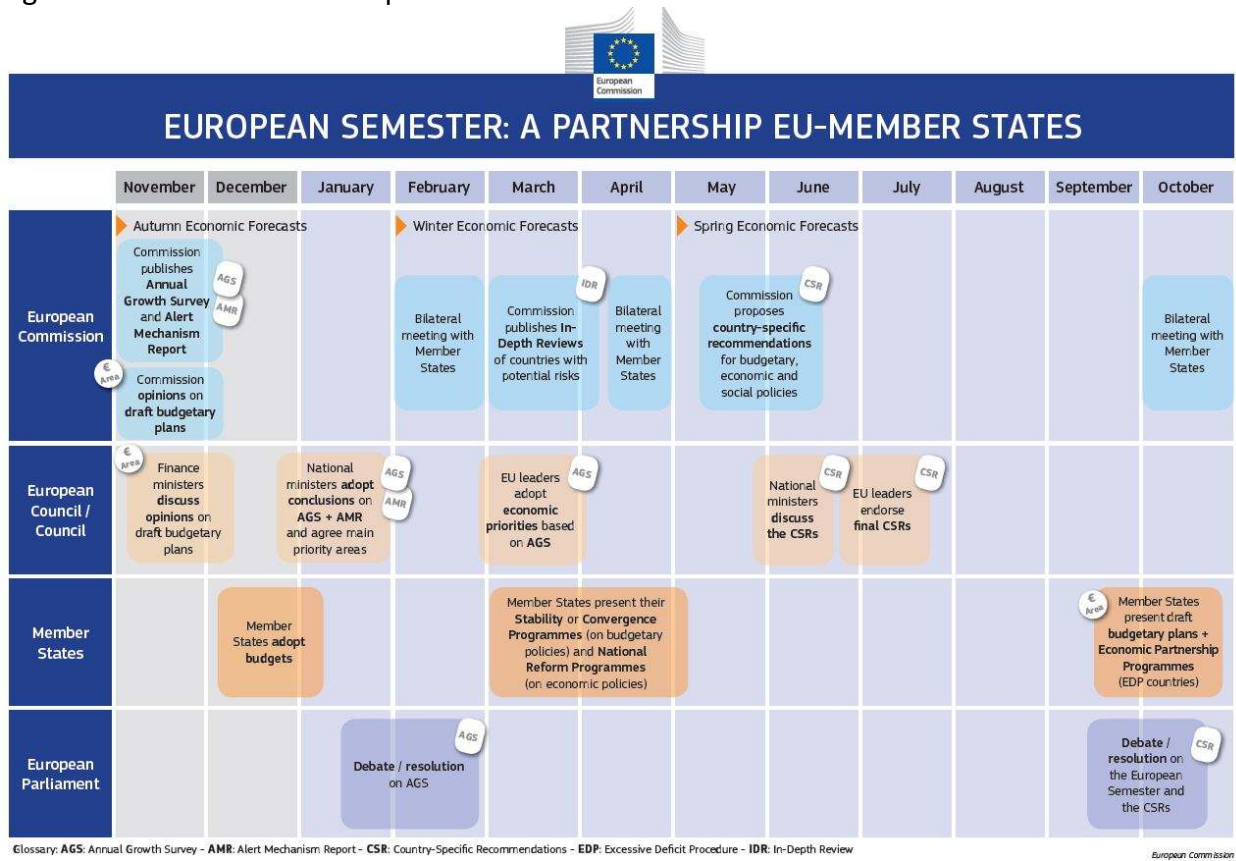 European
Commission
EUROPEAN SEMESTER: A PARTNERSHIP EU-MEMBER STATES
November December January February March April May June July August September October
European
Commission
Autumn Economic Forecasts
Winter Economic Forecasts
Spring Economic Forecasts
Commission
publishes
Annual
Growth Survey
and Alert
Mechanism
Report
AGS
AMR
€
Area
Commission
opinions on
draft budgetary
plans
Bilateral
meeting with
Member
States
Commission
publishes In-
Depth Reviews
of countries with
potential risks
IDR
Bilateral
meeting
with
Member
States
Commission
proposes
country-specific
recommendations
for budgetary,
economic and
social policies
CSR
Bilateral
meeting with
Member
States
European
Council /
Council
€
Area
Finance
ministers
discuss
opinions on
draft budgetary
plans
National
ministers adopt
conclusions on
AGS + AMR
and agree main
priority areas
AGS
AMR
EU leaders
adopt
economic
priorities based
on AGS
AGS
National
ministers
discuss
the CSRs
CSR
EU leaders
endorse
final CSRs
CSR
Member
States
Member
States adopt
budgets
Member States present their
Stability or Convergence
Programmes (on budgetary
policies) and National
Reform Programmes
(on economic policies)
€
Area
Member States
present draft
budgetary plans +
Economic Partnership
Programmes
(EDP countries)
European
Parliament
Debate / resolution
on AGS
AGS
Debate /
resolution on
the European
Semester and
the CSRs
CSR
Glossary: AGS: Annual Growth Survey - AMR: Alert Mechanism Report - CSR: Country-Specific Recommendations - EDP: Excessive Deficit Procedure - IDR: In-Depth Review
European Commission